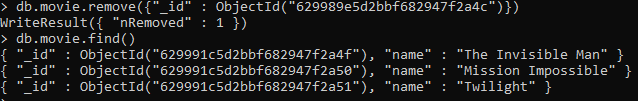 > db.movie.remove({"_id" : ObjectId("629989e5d2bbf682947f2a4c")})
WriteResult({ "nRemoved" : 1 })
> db.movie.find()
{ "_id" : ObjectId("629991c5d2bbf682947f2a4f"), "name" : "The Invisible Man" }
{ "_id" : ObjectId("629991c5d2bbf682947f2a50"), "name" : "Mission Impossible" }
{ "_id" : ObjectId("629991c5d2bbf682947f2a51"), "name" : "Twilight" }